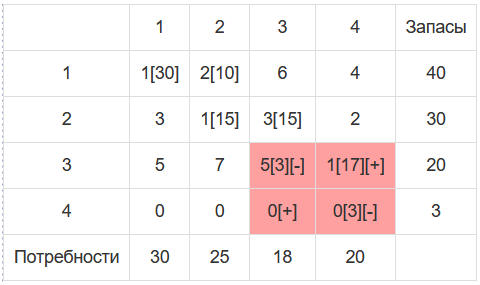 1 2 3 4 Запасы
1 1[30] 2[10] 6 4 40
2 3 1[15] 3[15] 2 30
3 5 7 5[3][-] 1[17][+] 20
4 0 0 0[+] 0[3][-] 3
Потребности 30 25 18 20